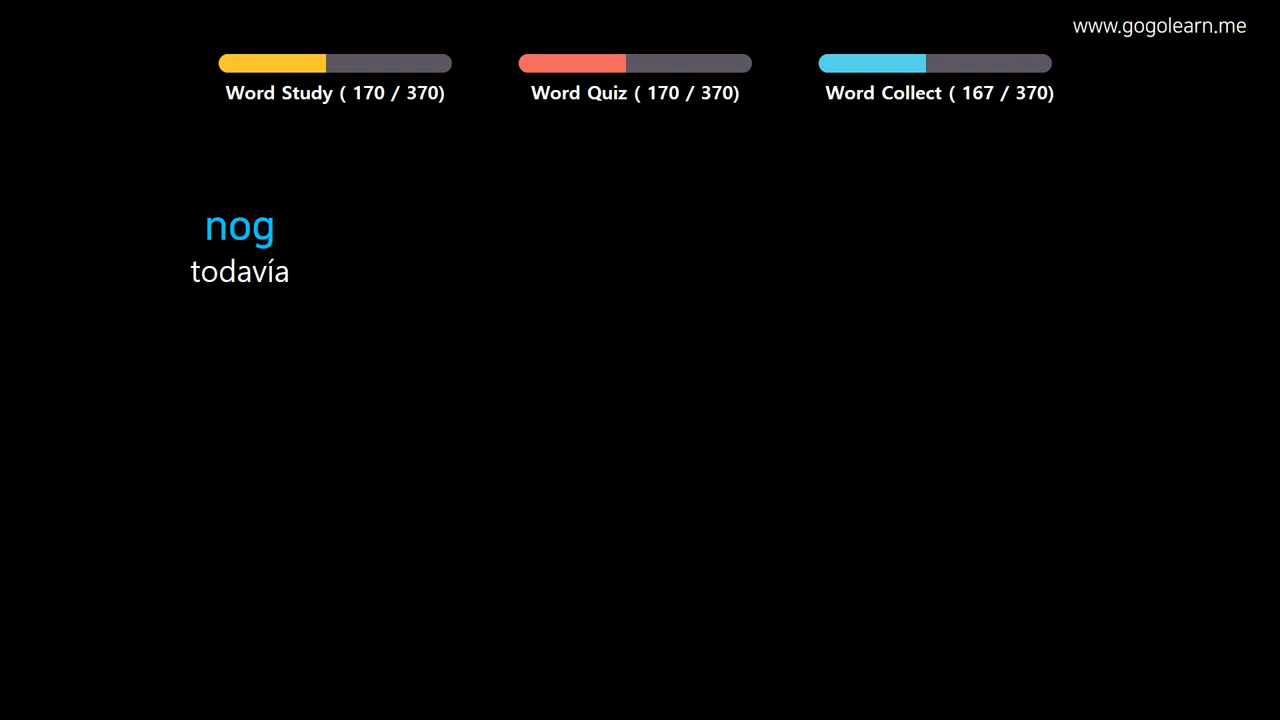 www.gogolearn.me
Word Study ( 170 / 370)
Word Quiz ( 170 / 370)
Word Collect ( 167 / 370)
nog
todavía